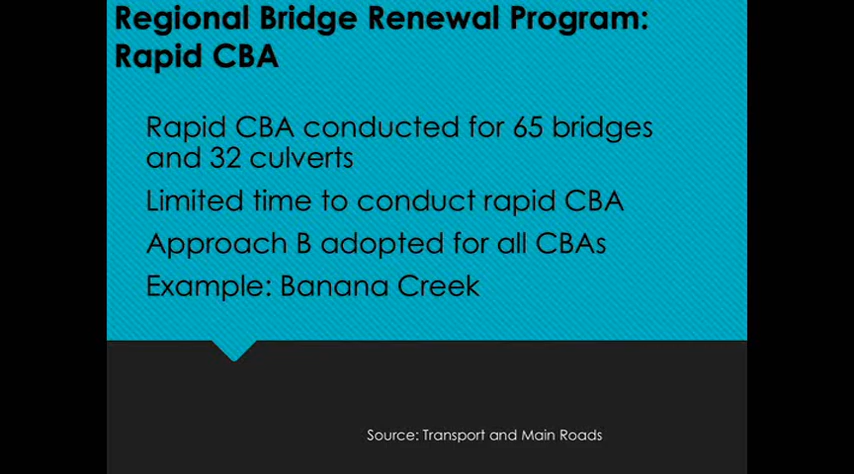 Regional Bridge Renewal Program:
Rapid CBA
Rapid CBA conducted for 65 bridges
and 32 culverts
Limited time to conduct rapid CBA
Approach B adopted for all CBAs
Example: Banana Creek
Source: Transport and Main Roads